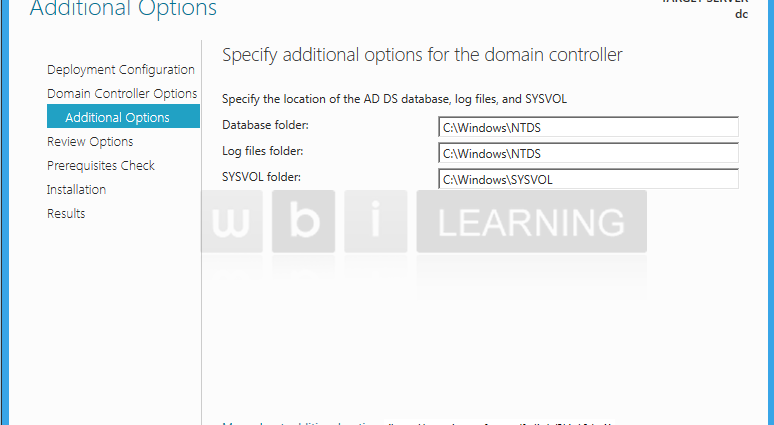 Additional Options
TARGET SERVER
dc
Specify additional options for the domain controller
Deployment Configuration
Domain Controller Options
Additional Options
Review Options
Prerequisites Check
Installation
Results
Specify the location of the AD DS database, log files, and SYSVOL
Database folder: C:\Windows\NTDS
Log files folder: C:\Windows\NTDS
SYSVOL folder: C:\Windows\SYSVOL
wbi LEARNING